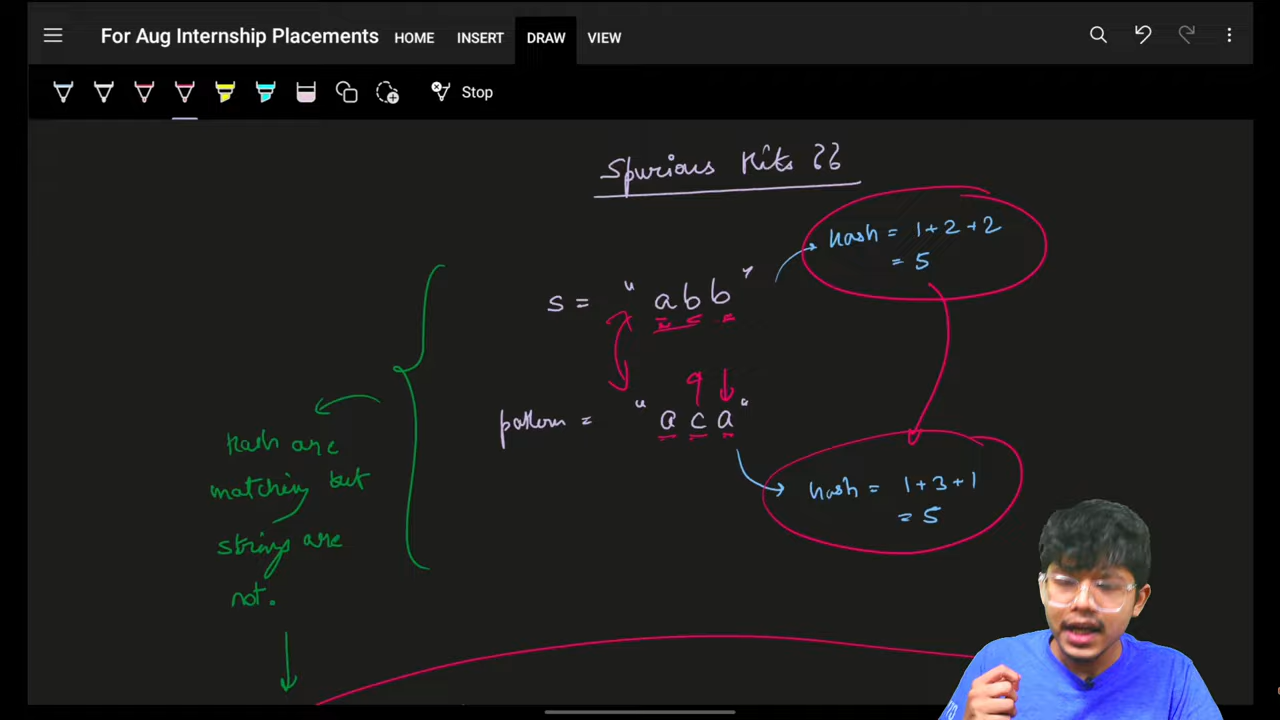 For Aug Internship Placements HOME INSERT DRAW VIEW
Stop
Spurious Hits ??
hash = 1+2+2
= 5
s = "abb"
pattern = "aca"
hash = 1+3+1
= 5
Hash are
matching but
strings are
not.